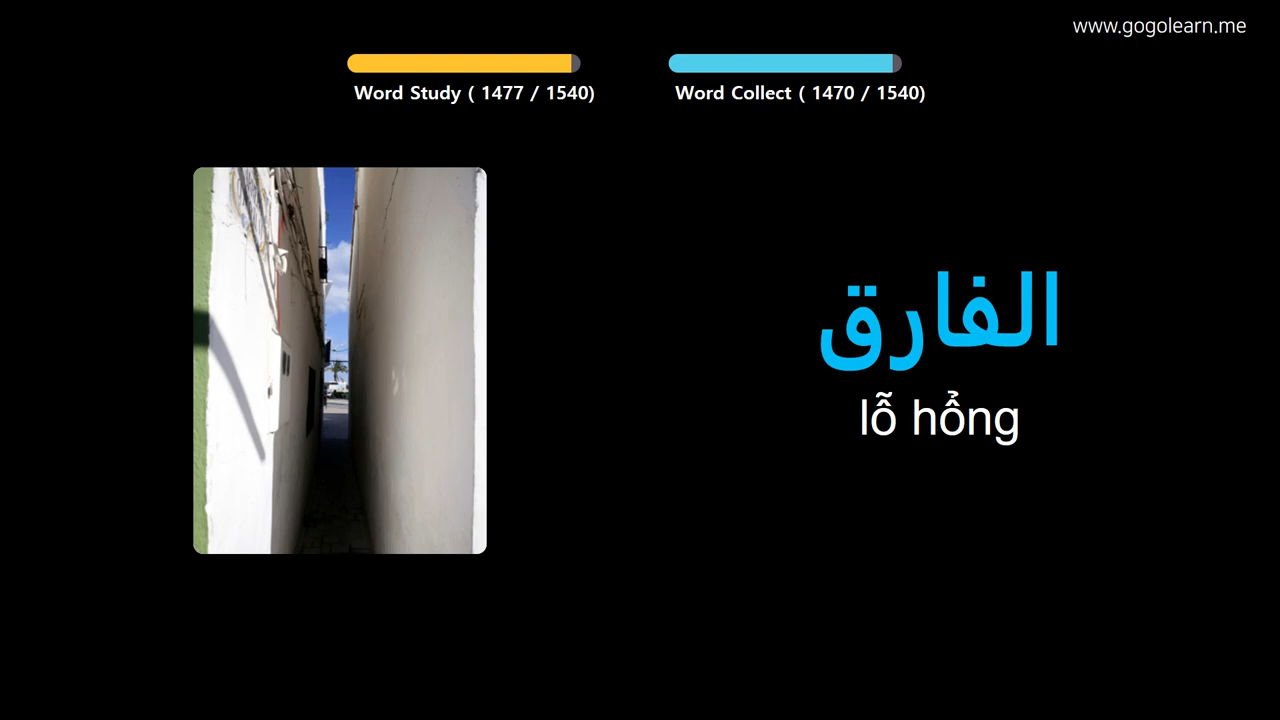 www.gogolearn.me
Word Study ( 1477 / 1540)
Word Collect ( 1470 / 1540)
الفارق
lỗ hổng